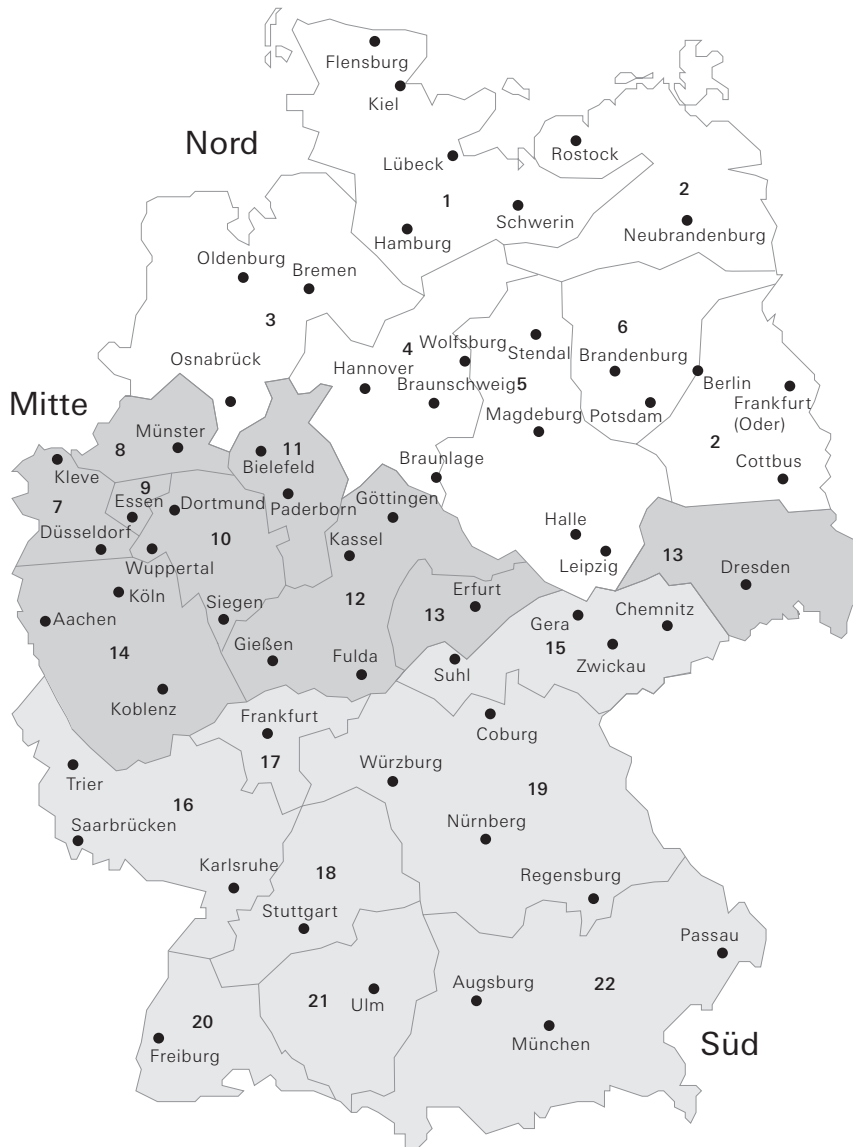 Flensburg
Kiel
Nord
Rostock
Lübeck
2
1
Schwerin
Hamburg
Neubrandenburg
Oldenburg
Bremen
3
6
4
Wolfsburg
Stendal
Osnabrück
Hannover
Brandenburg
5
Berlin
Mitte
Braunschweig
Potsdam
Frankfurt
(Oder)
Magdeburg
Münster
8
11
2
Bielefeld
Braunlage
Cottbus
Kleve
9
Göttingen
Essen
Dortmund
Paderborn
7
Halle
Düsseldorf
10
Kassel
Leipzig
13
Wuppertal
Dresden
Köln
Erfurt
Siegen
12
13
Chemnitz
Aachen
Gera
Gießen
15
14
Fulda
Suhl
Zwickau
Koblenz
Frankfurt
Coburg
17
Würzburg
Trier
19
16
Nürnberg
Saarbrücken
Karlsruhe
18
Regensburg
Stuttgart
Passau
21
Augsburg
22
Ulm
20
München
Süd
Freiburg